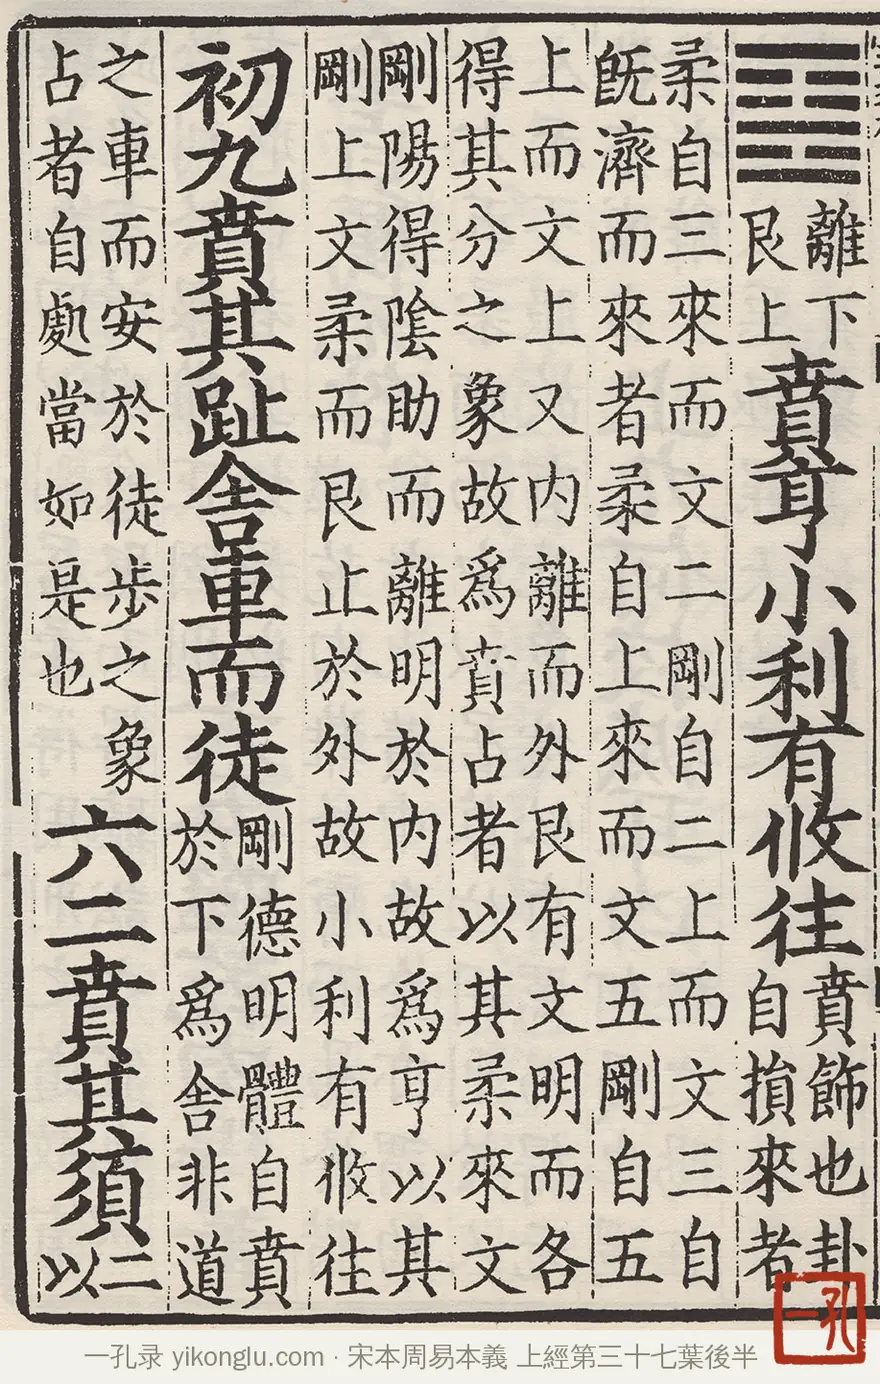 ䷕離下
艮上
賁亨小利有攸往
賁飾也卦
自損來者
柔自三來而文二剛自二上而文三自
旣濟而來者柔自上來而文五剛自五
上而文上又内離而外艮有文明而各
得其分之象故爲賁占者以其柔來文
剛陽得陰助而離明於内故爲亨以其
剛上文柔而艮止於外故小利有攸往
初九賁其趾舍車而徒
剛德明體自賁
於下爲舍非道
之車而安於徒步之象
占者自處當如是也
六二賁其須
二
以
一孔
一孔录 yikonglu.com · 宋本周易本義 上經第三十七葉後半